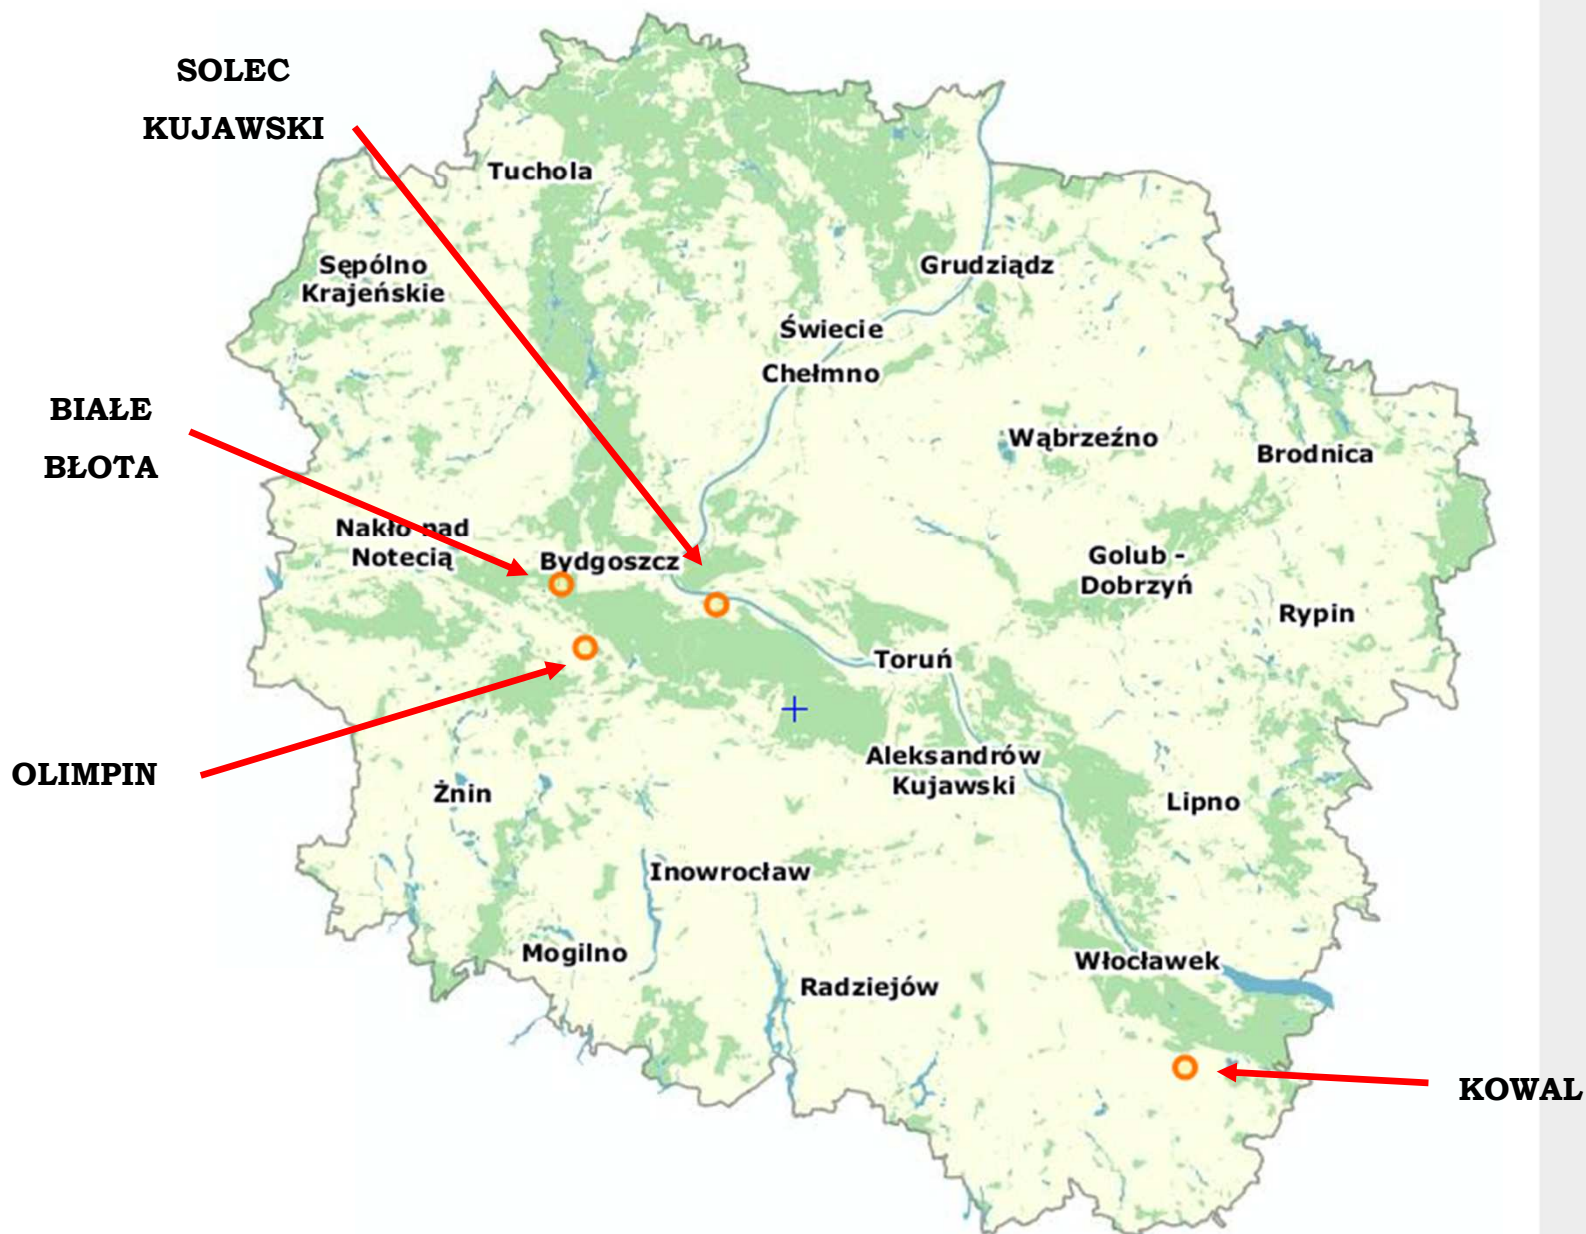 SOLEC
KUJAWSKI
Tuchola
Sępólno
Krajeńskie
Grudziądz
Świecie
Chełmno
BIAŁE
BŁOTA
Wąbrzeźno
Brodnica
Nakło nad
Notecią
Bydgoszcz
Golub -
Dobrzyń
Rypin
Toruń
OLIMPIN
Aleksandrów
Kujawski
Żnin
Lipno
Inowrocław
Mogilno
Włocławek
Radziejów
KOWAL